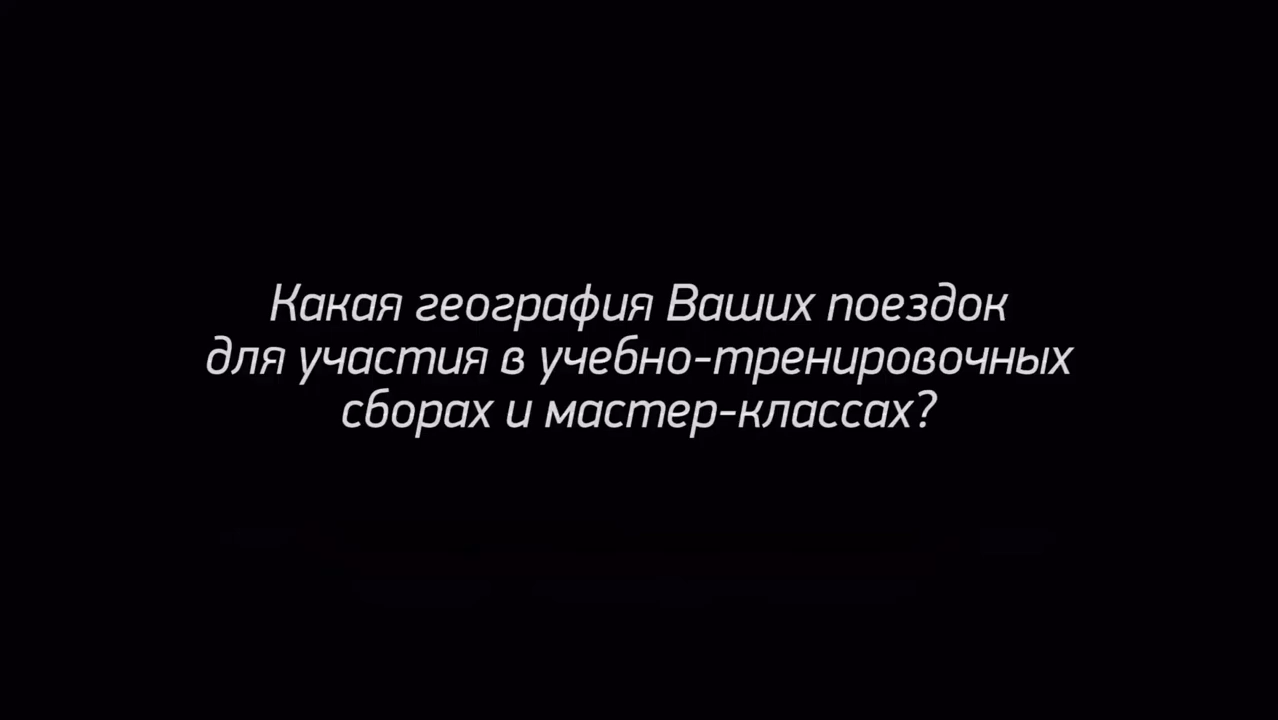 Какая география Ваших поездок
для участия в учебно-тренировочных
сборах и мастер-классах?